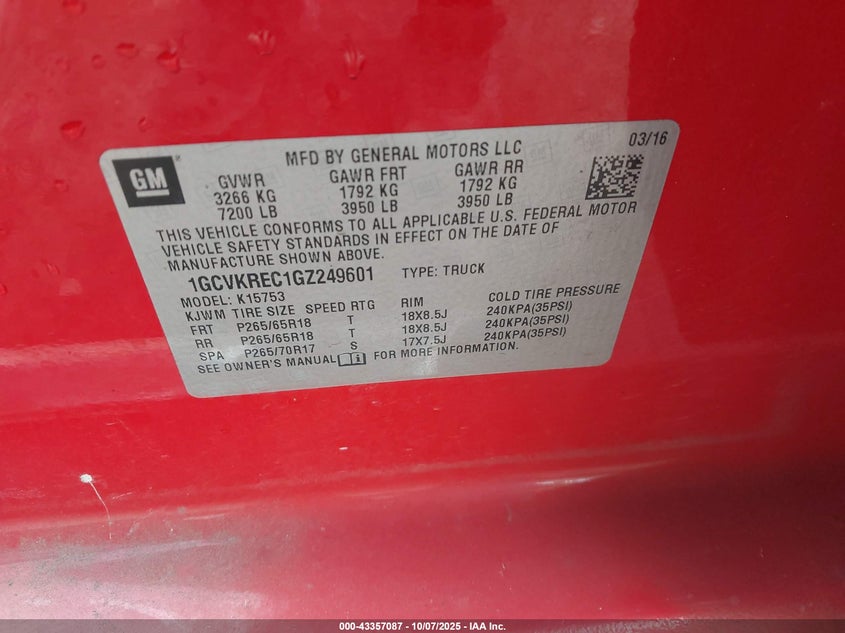 GM
MFD BY GENERAL MOTORS LLC
03/16
GVWR GAWR FRT GAWR RR
3266 KG 1792 KG 1792 KG
7200 LB 3950 LB 3950 LB
THIS VEHICLE CONFORMS TO ALL APPLICABLE U.S. FEDERAL MOTOR
VEHICLE SAFETY STANDARDS IN EFFECT ON THE DATE OF
MANUFACTURE SHOWN ABOVE.
1GCVKREC1GZ249601 TYPE: TRUCK
MODEL: K15753
KJWM TIRE SIZE SPEED RTG RIM COLD TIRE PRESSURE
FRT P265/65R18 T 18X8.5J 240KPA(35PSI)
RR P265/65R18 T 18X8.5J 240KPA(35PSI)
SPA P265/70R17 S 17X7.5J 240KPA(35PSI)
SEE OWNER'S MANUAL FOR MORE INFORMATION.
000-43357087 - 10/07/2025 - IAA Inc.